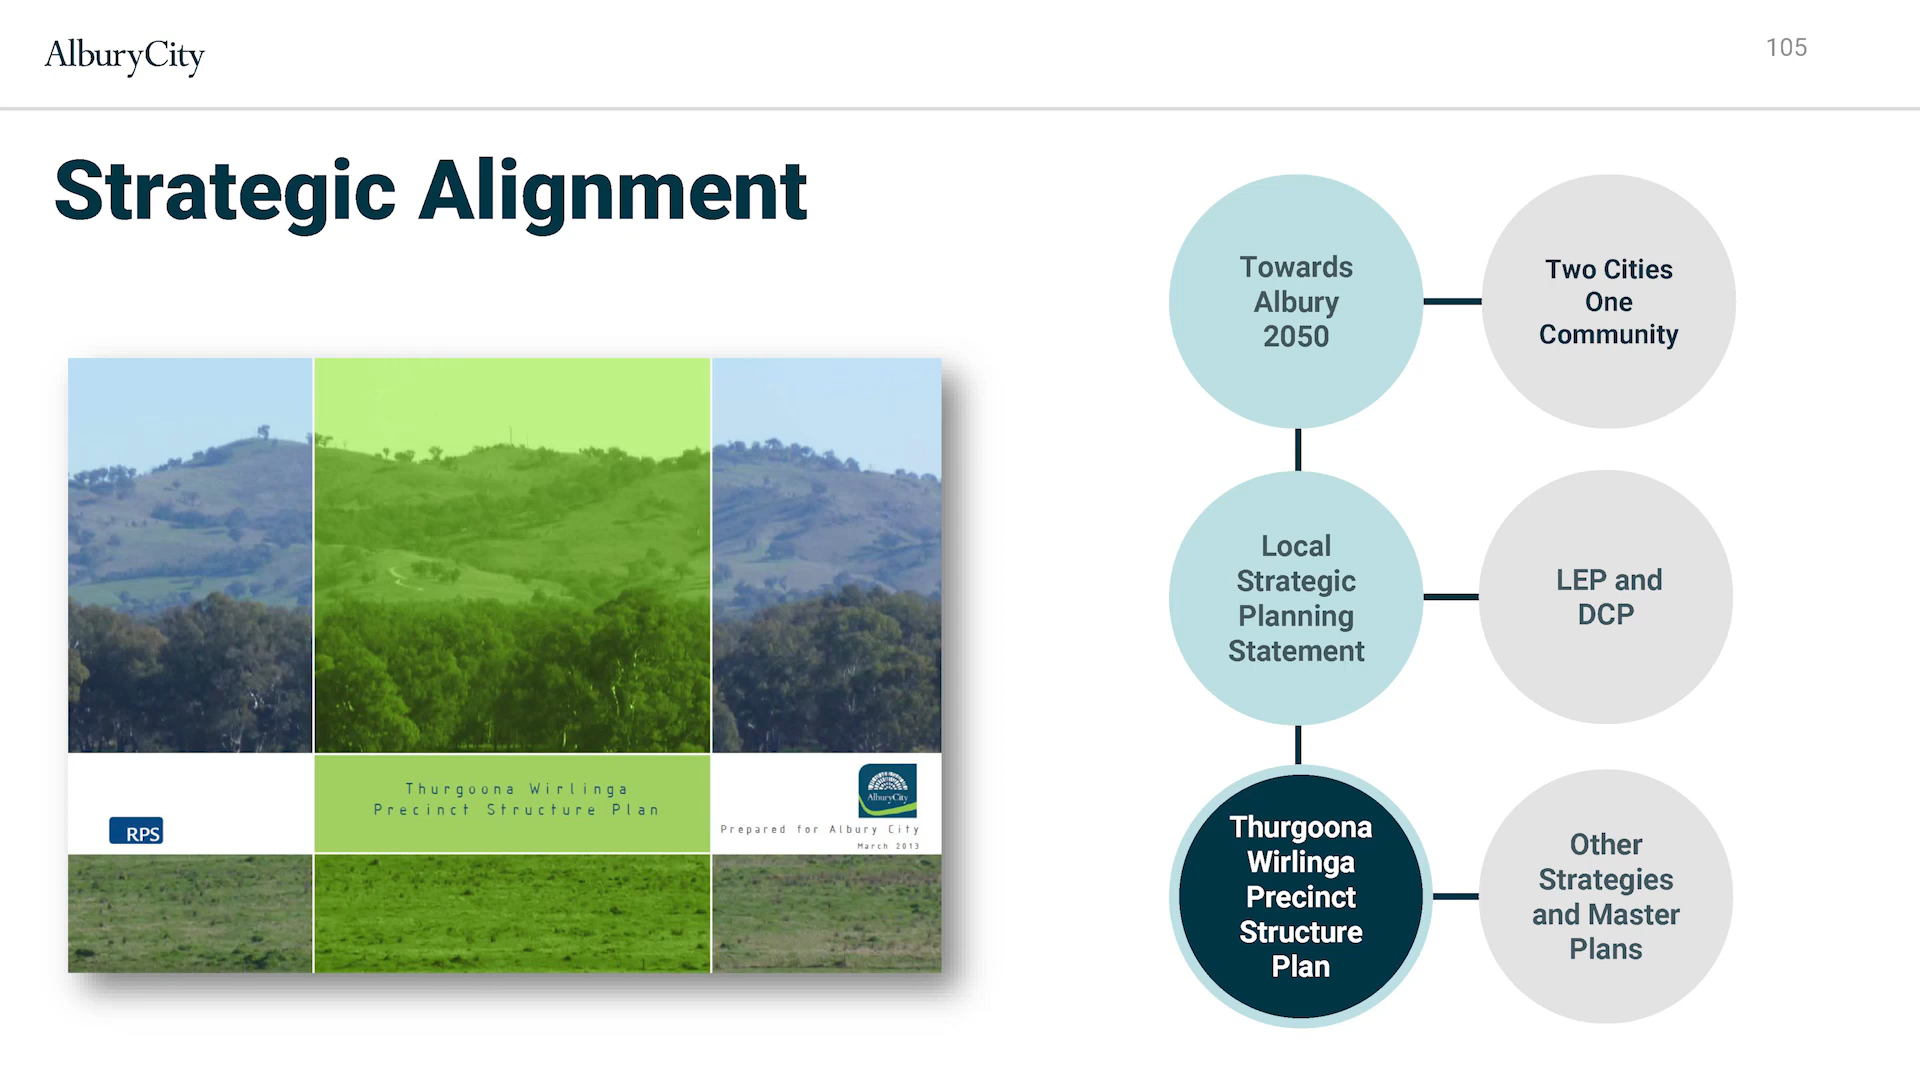 AlburyCity
105
Strategic Alignment
Thurgoona Wirlinga
Precinct Structure Plan
RPS
AlburyCity
Prepared for Albury City
March 2013
Towards
Albury
2050
Two Cities
One
Community
Local
Strategic
Planning
Statement
LEP and
DCP
Thurgoona
Wirlinga
Precinct
Structure
Plan
Other
Strategies
and Master
Plans